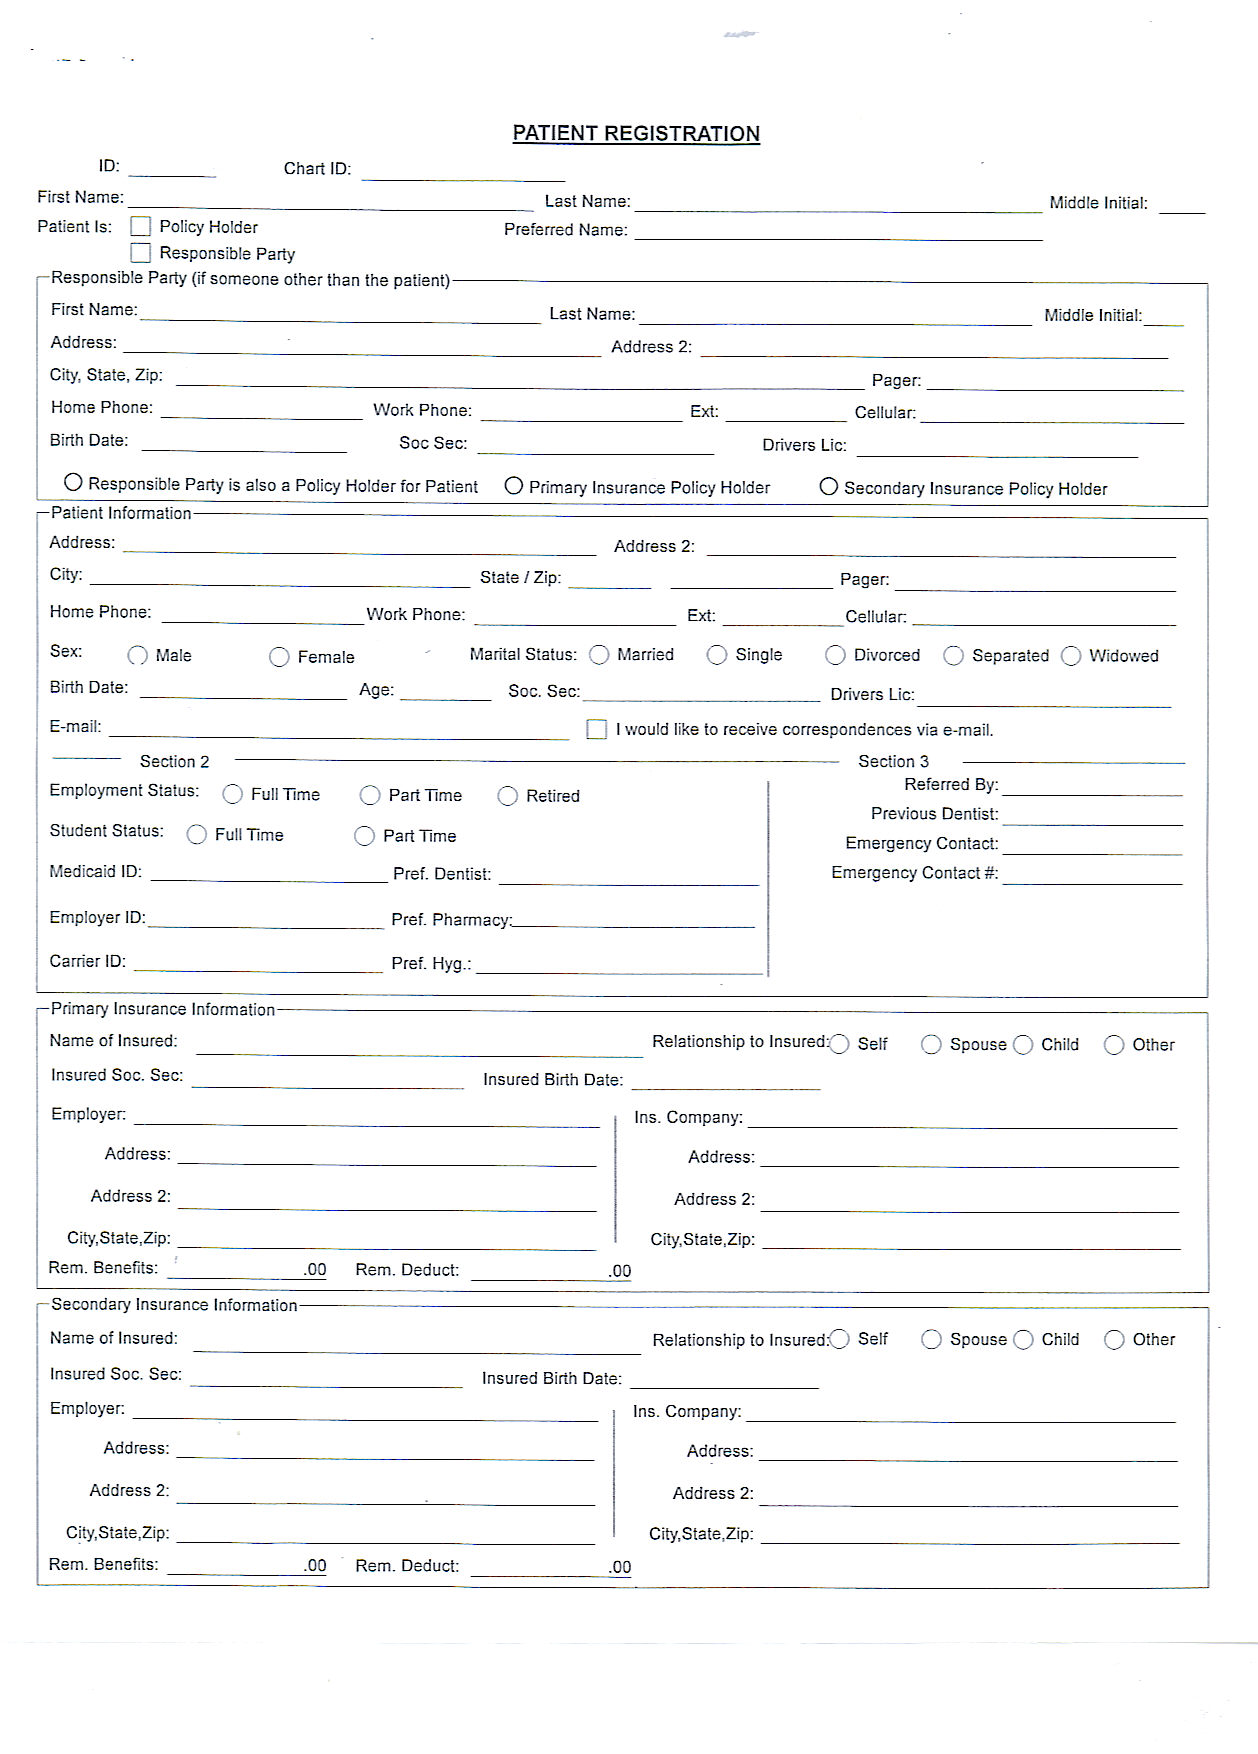 PATIENT REGISTRATION
ID: Chart ID:
First Name: Last Name: Middle Initial:
Patient Is: Policy Holder Preferred Name:
Responsible Party
Responsible Party (if someone other than the patient)
First Name: Last Name: Middle Initial:
Address: Address 2:
City, State, Zip: Pager:
Home Phone: Work Phone: Ext: Cellular:
Birth Date: Soc Sec: Drivers Lic:
Responsible Party is also a Policy Holder for Patient Primary Insurance Policy Holder Secondary Insurance Policy Holder
Patient Information
Address: Address 2:
City: State / Zip: Pager:
Home Phone: Work Phone: Ext: Cellular:
Sex: Male Female Marital Status: Married Single Divorced Separated Widowed
Birth Date: Age: Soc. Sec: Drivers Lic:
E-mail: I would like to receive correspondences via e-mail.
Section 2 Section 3
Employment Status: Full Time Part Time Retired Referred By:
Previous Dentist:
Student Status: Full Time Part Time Emergency Contact:
Medicaid ID: Pref. Dentist: Emergency Contact #:
Employer ID: Pref. Pharmacy:
Carrier ID: Pref. Hyg.:
Primary Insurance Information
Name of Insured: Relationship to Insured: Self Spouse Child Other
Insured Soc. Sec: Insured Birth Date:
Employer: Ins. Company:
Address: Address:
Address 2: Address 2:
City,State,Zip: City,State,Zip:
Rem. Benefits: .00 Rem. Deduct: .00
Secondary Insurance Information
Name of Insured: Relationship to Insured: Self Spouse Child Other
Insured Soc. Sec: Insured Birth Date:
Employer: Ins. Company:
Address: Address:
Address 2: Address 2:
City,State,Zip: City,State,Zip:
Rem. Benefits: .00 Rem. Deduct: .00